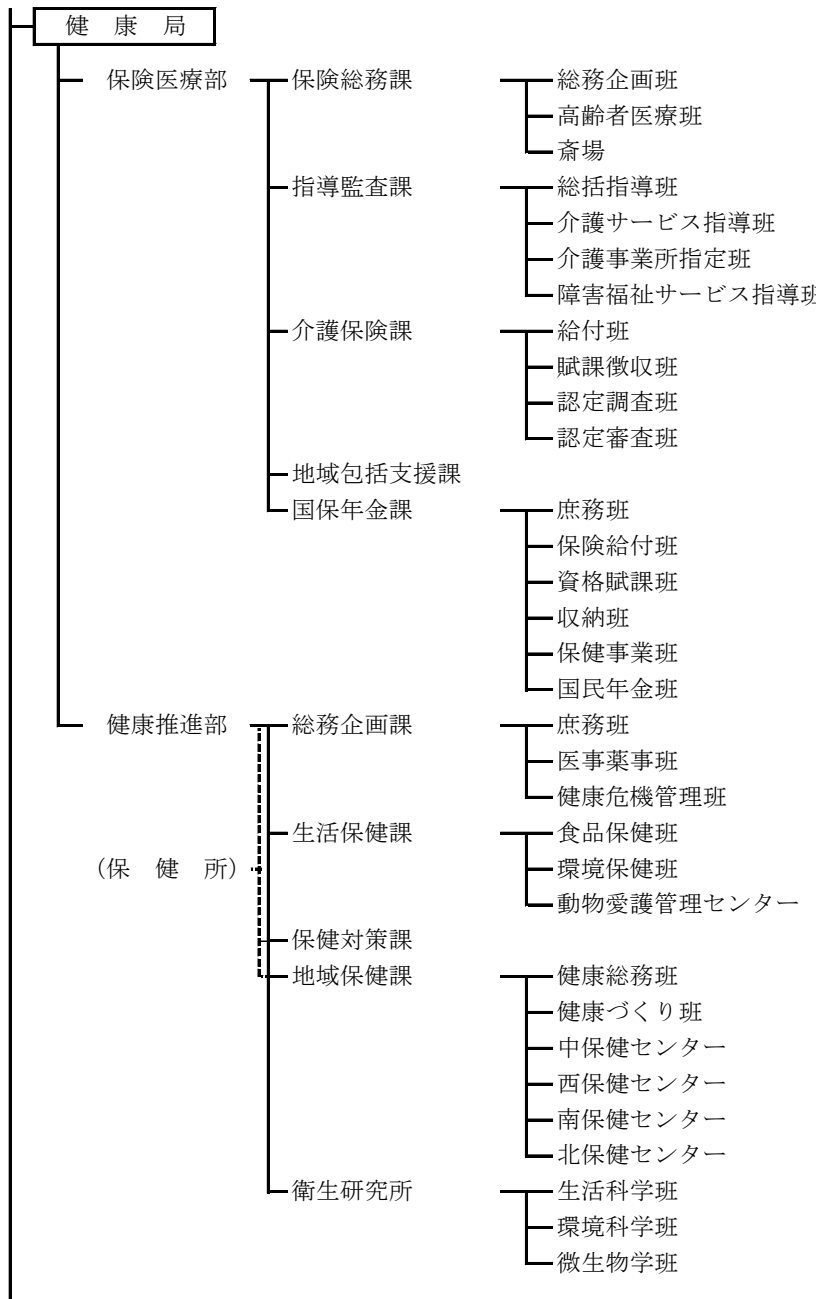 健 康 局
保険医療部 保険総務課 総務企画班
高齢者医療班
斎場
指導監査課 総括指導班
介護サービス指導班
介護事業所指定班
障害福祉サービス指導班
介護保険課 給付班
賦課徴収班
認定調査班
認定審査班
地域包括支援課
国保年金課 庶務班
保険給付班
資格賦課班
収納班
保健事業班
国民年金班
健康推進部 総務企画課 庶務班
医事薬事班
健康危機管理班
生活保健課 食品保健班
(保 健 所) 環境保健班
動物愛護管理センター
保健対策課
地域保健課 健康総務班
健康づくり班
中保健センター
西保健センター
南保健センター
北保健センター
衛生研究所 生活科学班
環境科学班
微生物学班